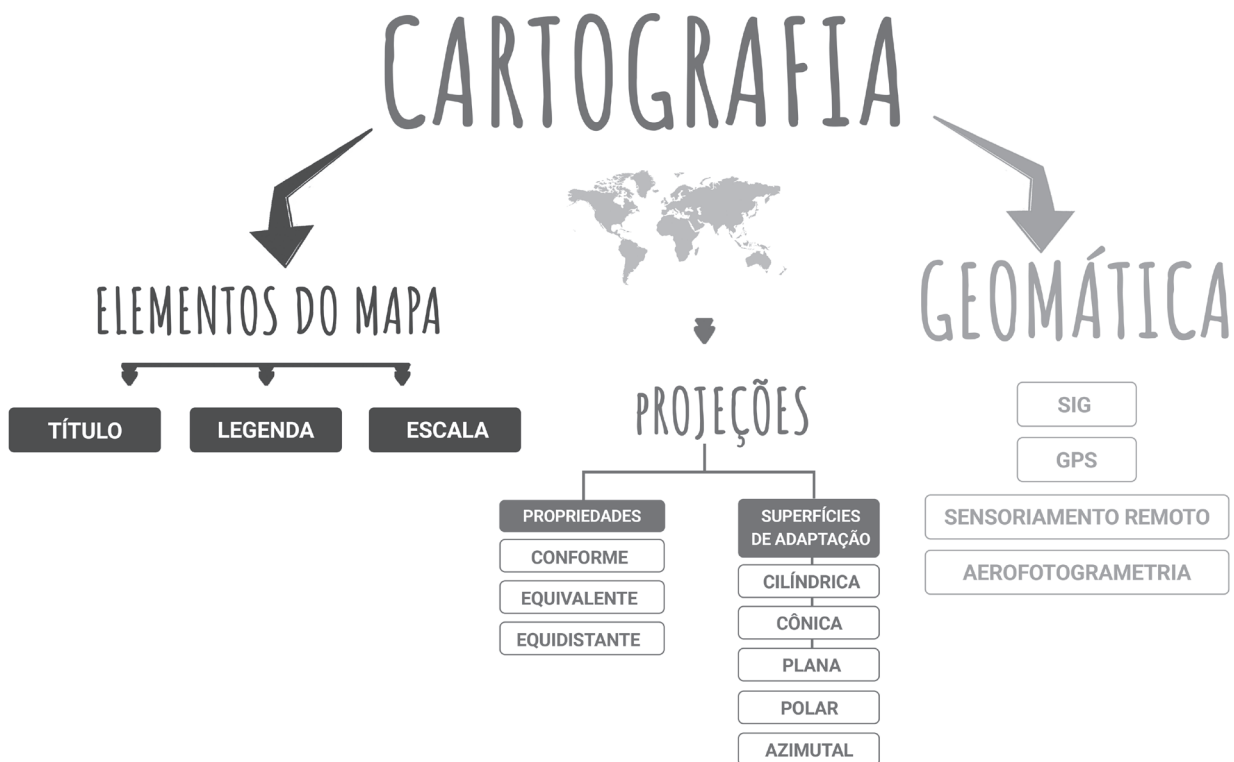 CARTOGRAFIA
ELEMENTOS DO MAPA
TÍTULO
LEGENDA
ESCALA
PROJEÇÕES
PROPRIEDADES
CONFORME
EQUIVALENTE
EQUIDISTANTE
SUPERFÍCIES
DE ADAPTAÇÃO
CILÍNDRICA
CÔNICA
PLANA
POLAR
AZIMUTAL
GEOMÁTICA
SIG
GPS
SENSORIAMENTO REMOTO
AEROFOTOGRAMETRIA